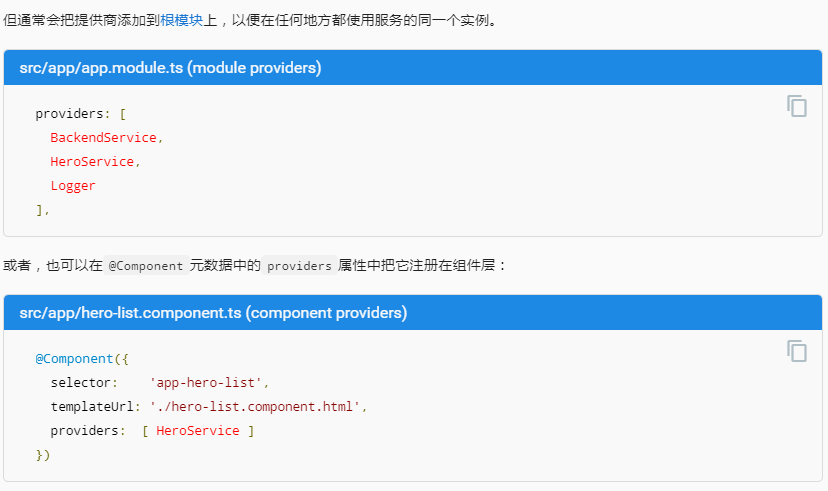 但通常会把提供商添加到根模块上，以便在任何地方都使用服务的同一个实例。
src/app/app.module.ts (module providers)
providers: [
  BackendService,
  HeroService,
  Logger
],
或者，也可以在 @Component 元数据中的 providers 属性中把它注册在组件层：
src/app/hero-list.component.ts (component providers)
@Component({
  selector:    'app-hero-list',
  templateUrl: './hero-list.component.html',
  providers:  [ HeroService ]
})